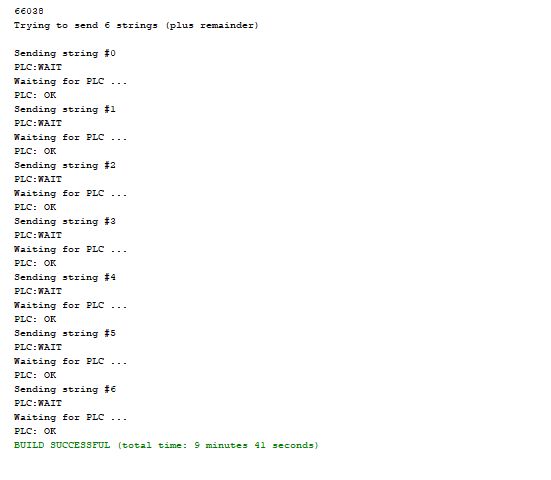 66038
Trying to send 6 strings (plus remainder)
Sending string #0
PLC:WAIT
Waiting for PLC ...
PLC: OK
Sending string #1
PLC:WAIT
Waiting for PLC ...
PLC: OK
Sending string #2
PLC:WAIT
Waiting for PLC ...
PLC: OK
Sending string #3
PLC:WAIT
Waiting for PLC ...
PLC: OK
Sending string #4
PLC:WAIT
Waiting for PLC ...
PLC: OK
Sending string #5
PLC:WAIT
Waiting for PLC ...
PLC: OK
Sending string #6
PLC:WAIT
Waiting for PLC ...
PLC: OK
BUILD SUCCESSFUL (total time: 9 minutes 41 seconds)